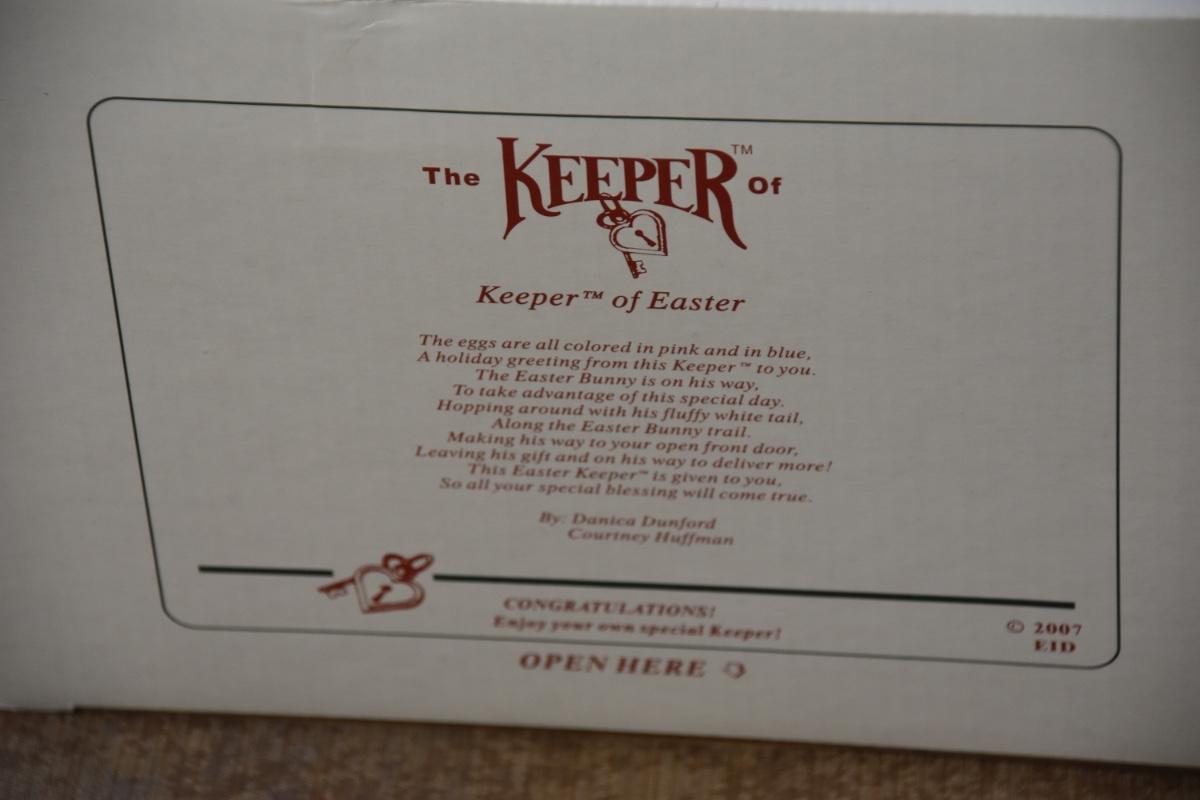 The KEEPER™ Of
Keeper™ of Easter
The eggs are all colored in pink and in blue,
A holiday greeting from this Keeper™ to you.
The Easter Bunny is on his way,
To take advantage of this special day.
Hopping around with his fluffy white tail,
Along the Easter Bunny trail.
Making his way to your open front door,
Leaving his gift and on his way to deliver more!
This Easter Keeper™ is given to you,
So all your special blessing will come true.
By: Danica Dunford
Courtney Huffman
CONGRATULATIONS!
Enjoy your own special Keeper!
© 2007
EID
OPEN HERE